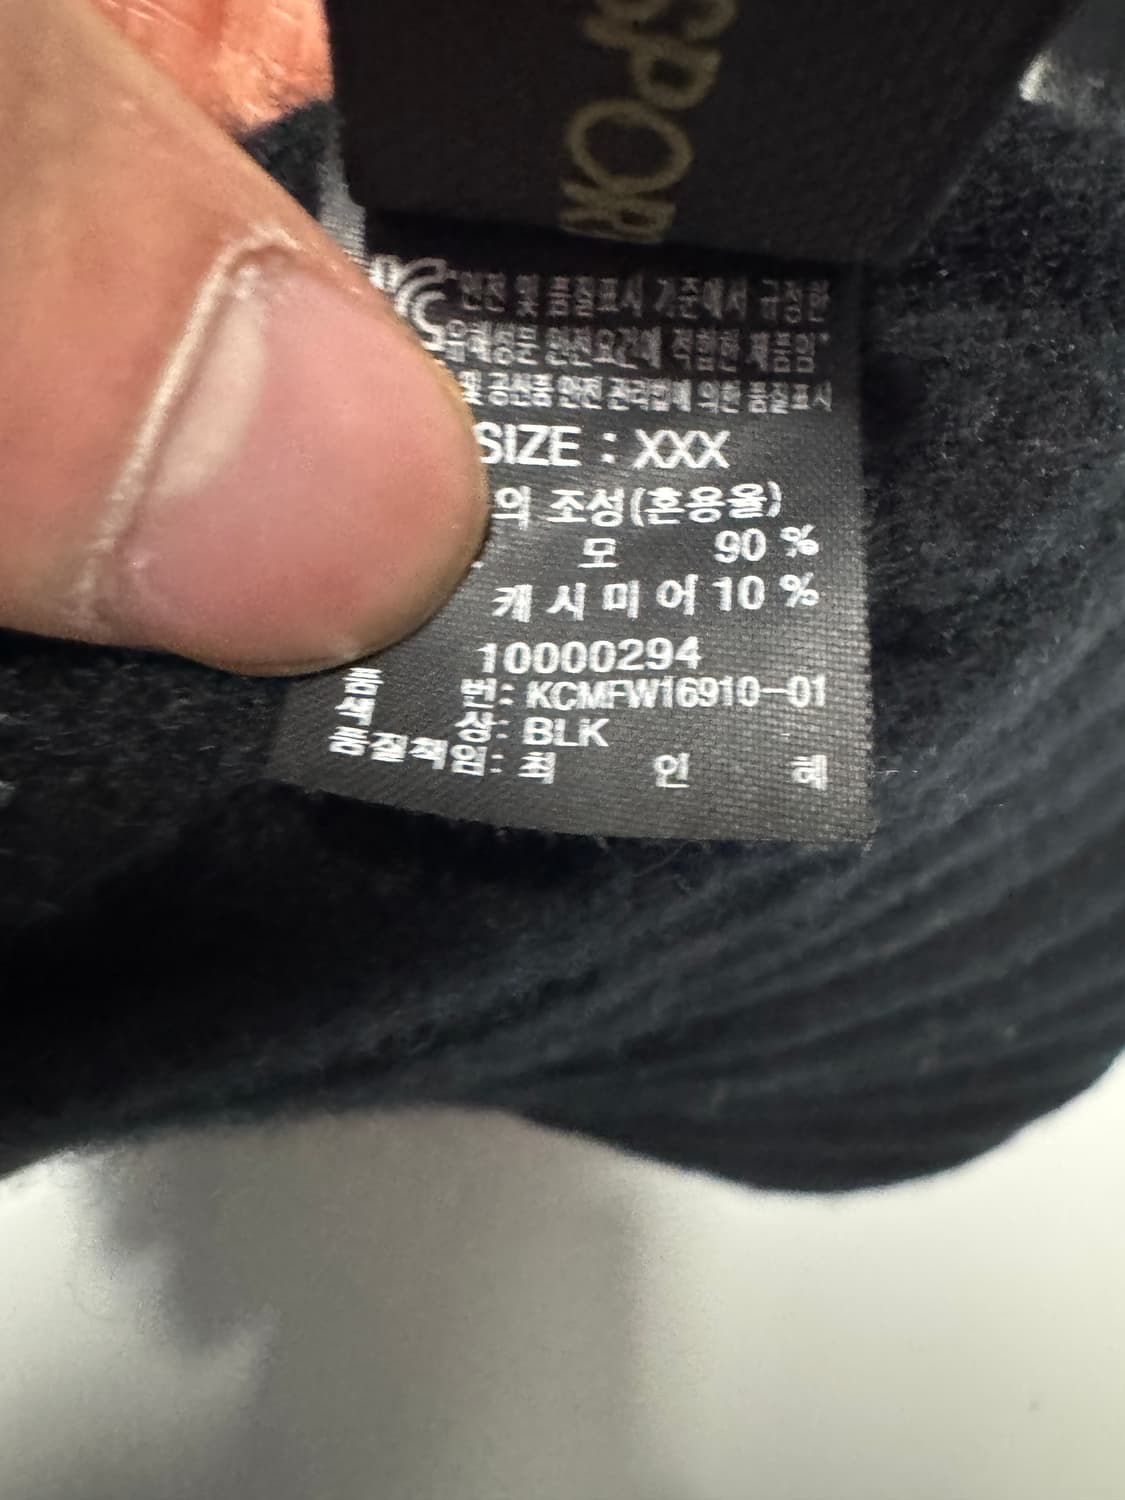 SPOR
안전 및 품질표시 기준에서 규정한
유해항목 안전요건에 적합한 제품임"
및 공산품 안전 관리법에 의한 품질표시
SIZE : XXX
의 조성(혼용율)
모 90 %
캐시미어 10 %
10000294
품 번: KCMFW16910-01
색 상: BLK
품질책임: 최 인 혜